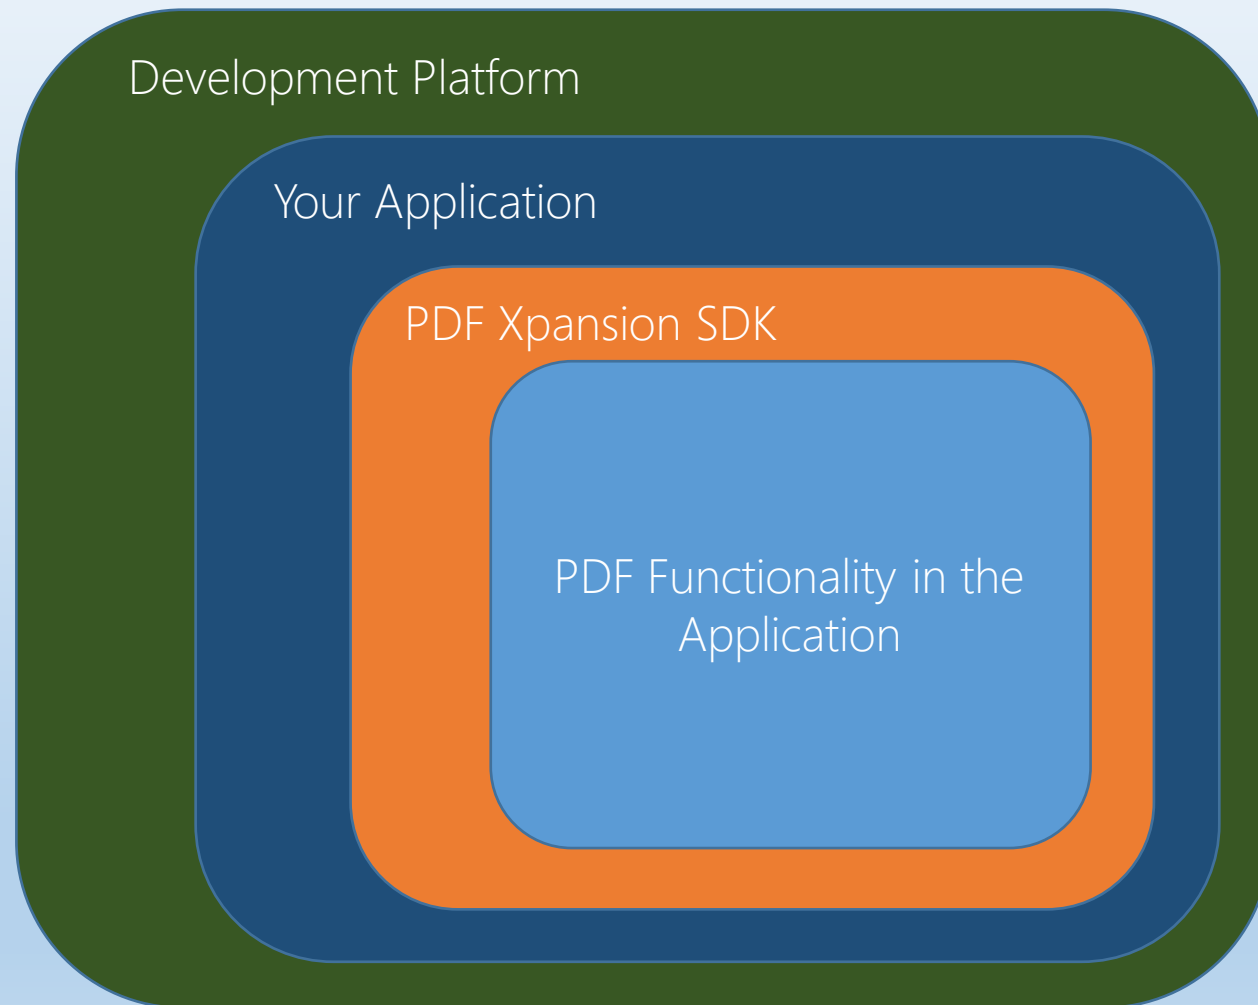 Development Platform
Your Application
PDF Xpansion SDK
PDF Functionality in the
Application